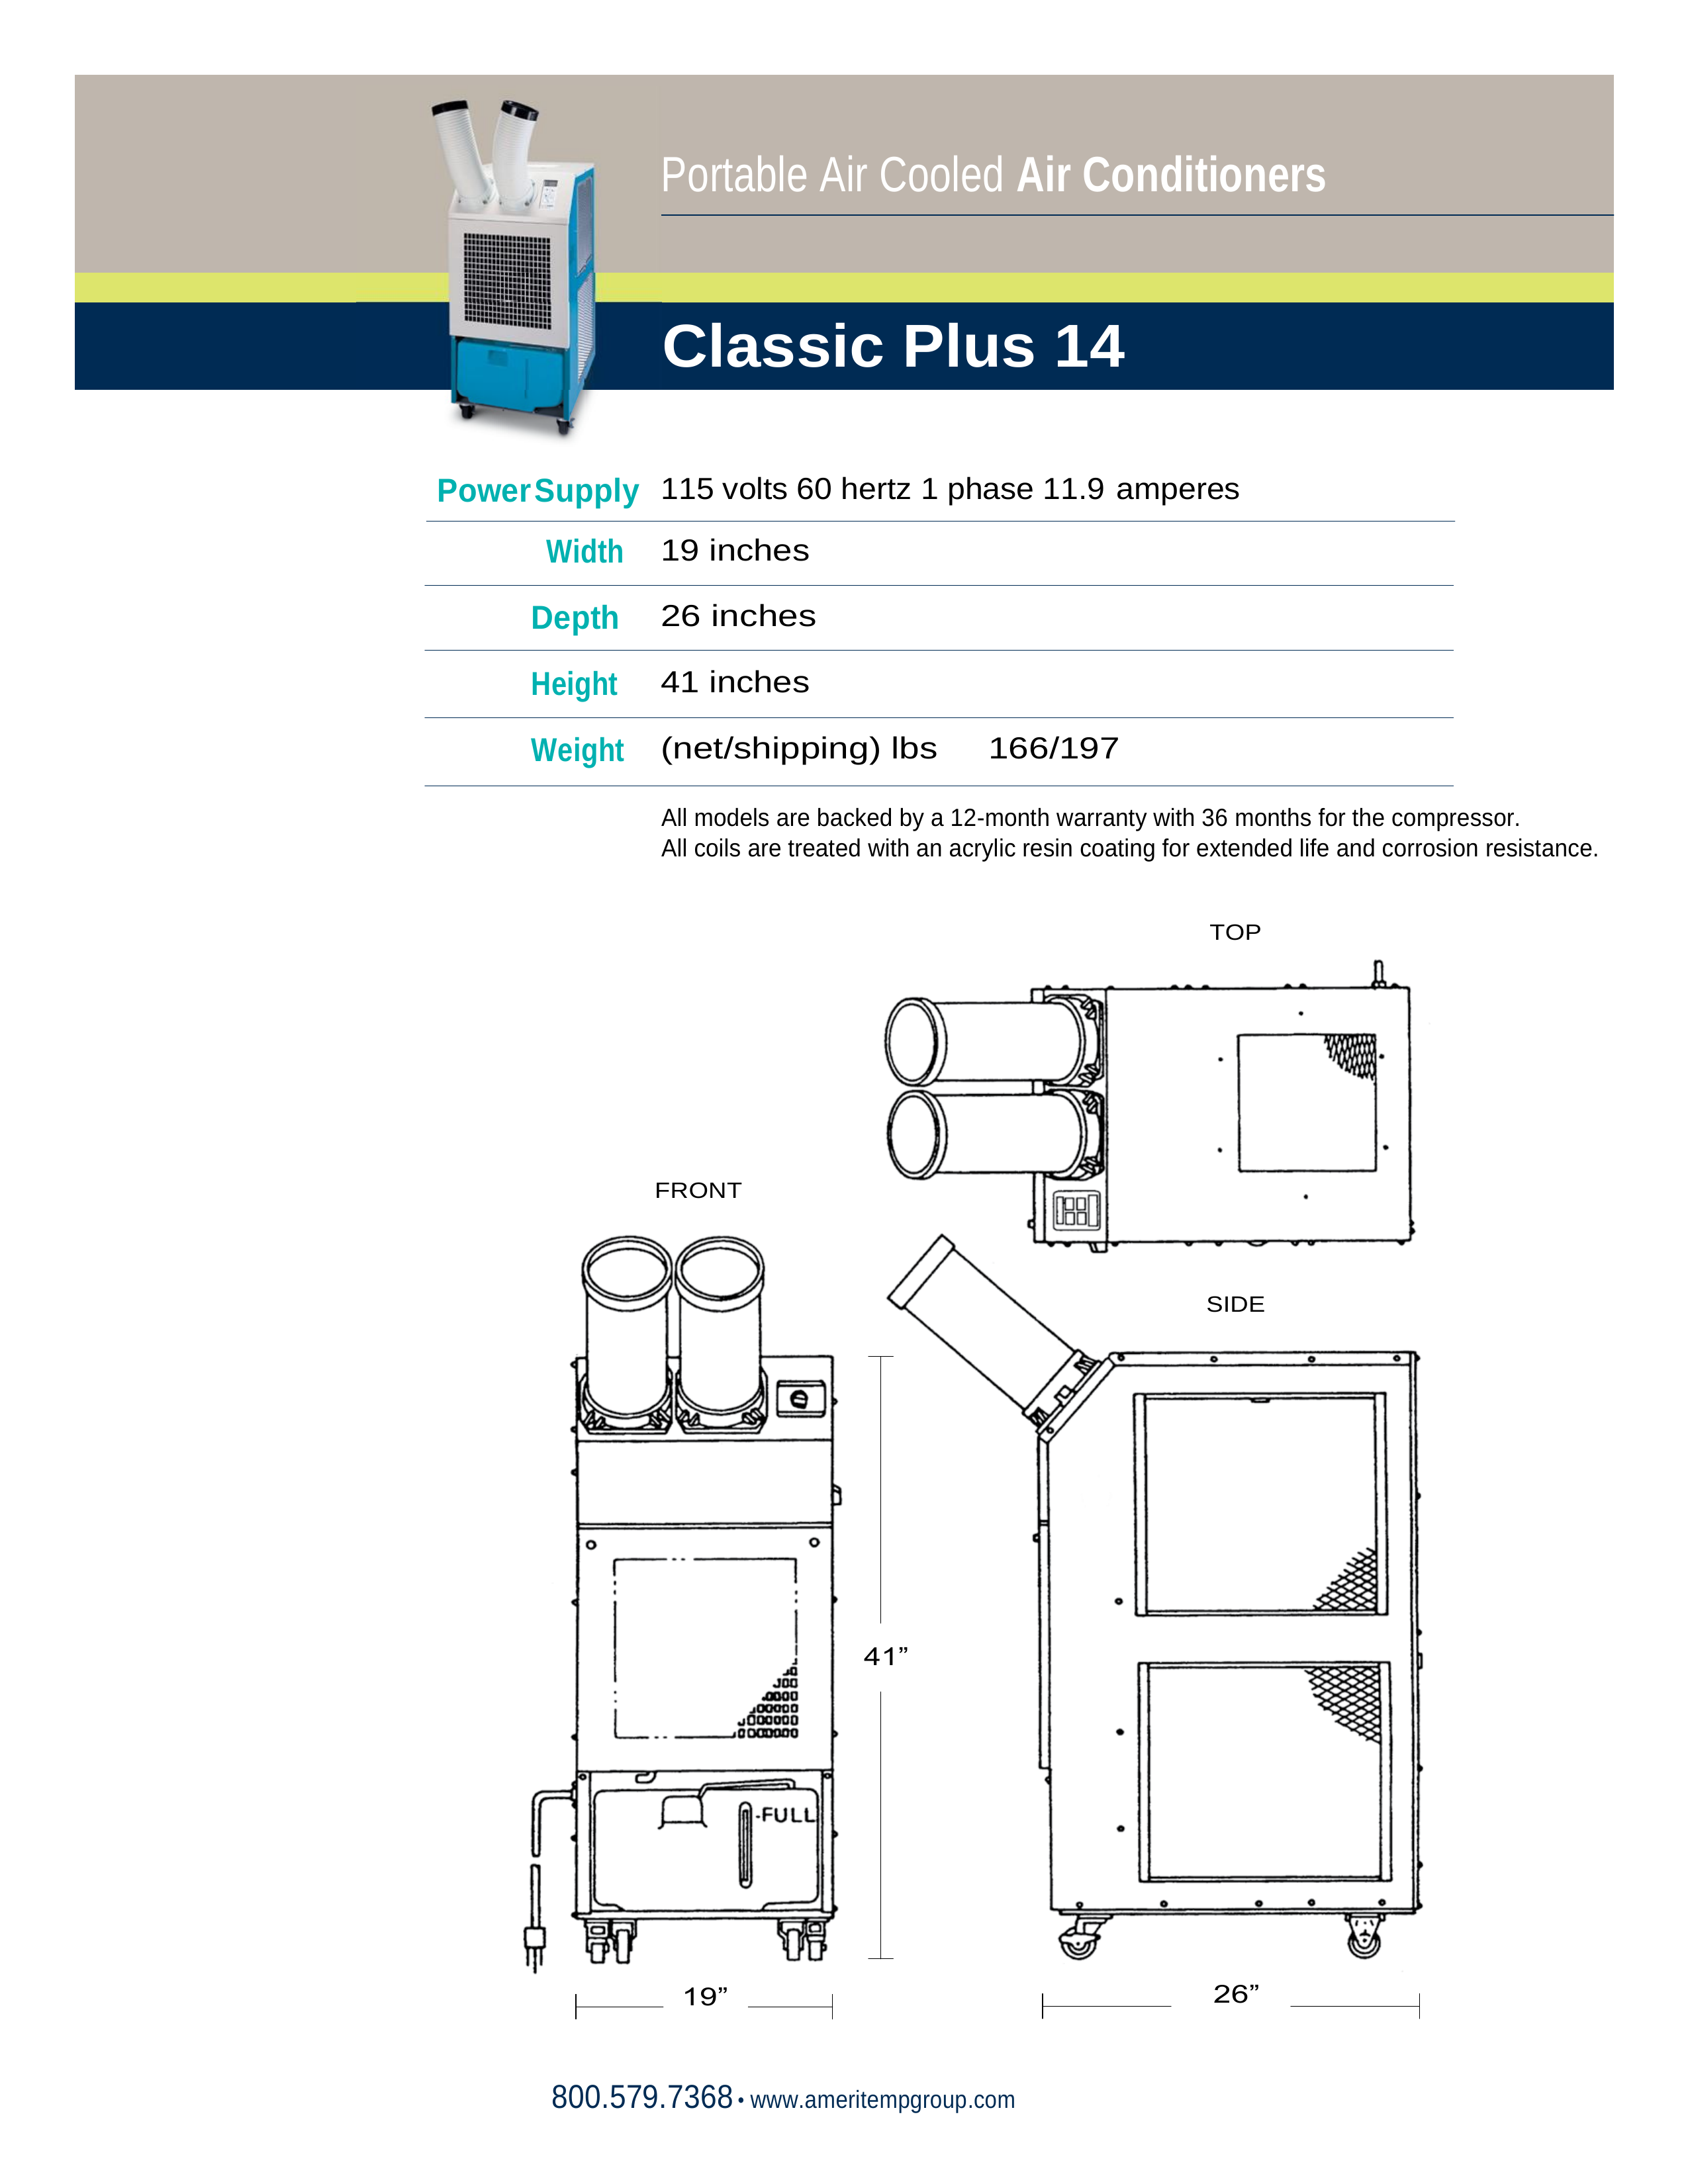 Portable Air Cooled Air Conditioners
Classic Plus 14
Power Supply 115 volts 60 hertz 1 phase 11.9 amperes
Width 19 inches
Depth 26 inches
Height 41 inches
Weight (net/shipping) lbs 166/197
All models are backed by a 12-month warranty with 36 months for the compressor.
All coils are treated with an acrylic resin coating for extended life and corrosion resistance.
TOP
FRONT
SIDE
41”
-FULL
19”
26”
800.579.7368 • www.ameritempgroup.com